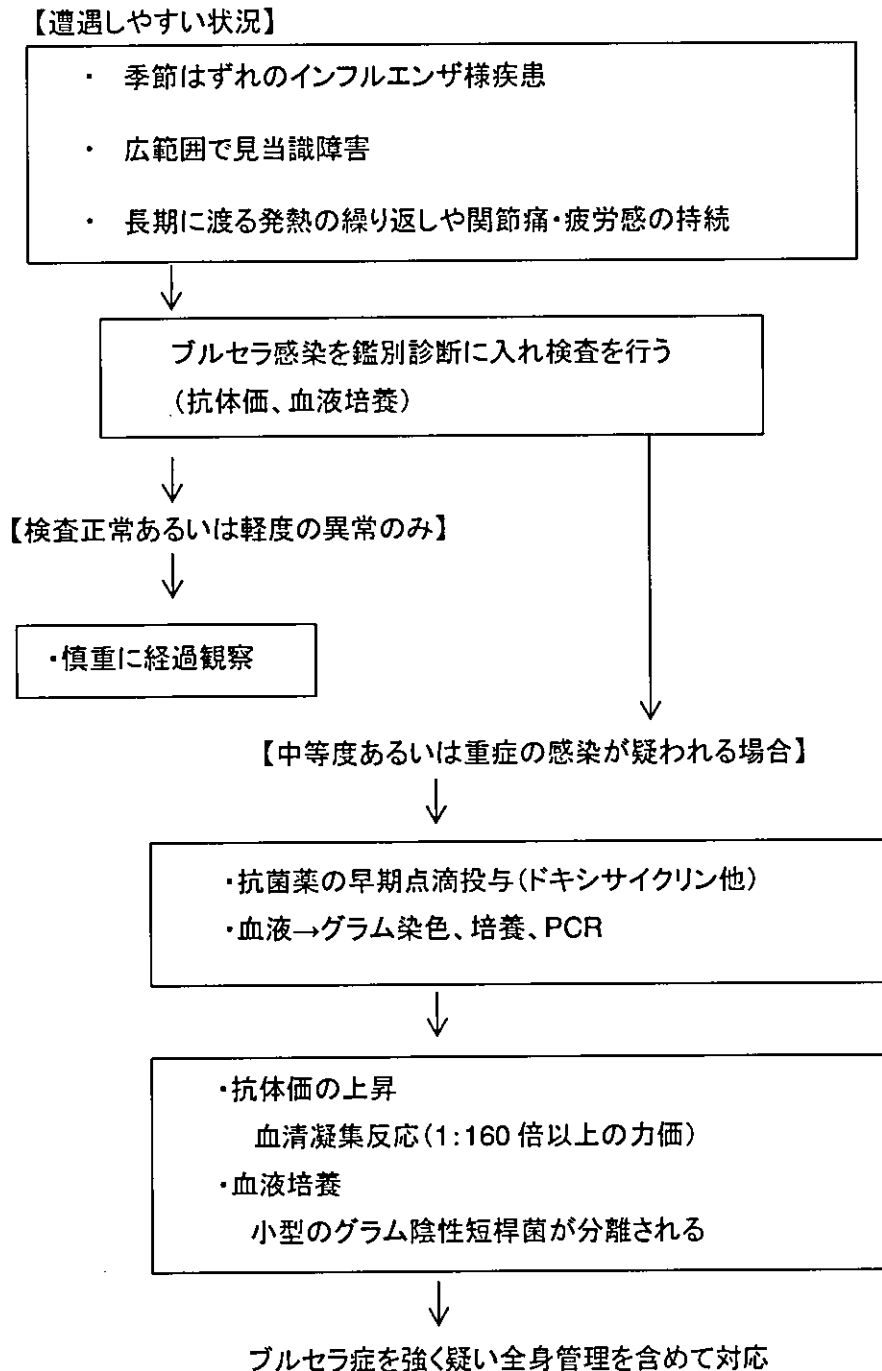 【遭遇しやすい状況】
・ 季節はずれのインフルエンザ様疾患
・ 広範囲で見当識障害
・ 長期に渡る発熱の繰り返しや関節痛・疲労感の持続
ブルセラ感染を鑑別診断に入れ検査を行う
（抗体価、血液培養）
【検査正常あるいは軽度の異常のみ】
・慎重に経過観察
【中等度あるいは重症の感染が疑われる場合】
・抗菌薬の早期点滴投与（ドキシサイクリン他）
・血液→グラム染色、培養、PCR
・抗体価の上昇
血清凝集反応（1：160 倍以上の力価）
・血液培養
小型のグラム陰性短桿菌が分離される
ブルセラ症を強く疑い全身管理を含めて対応